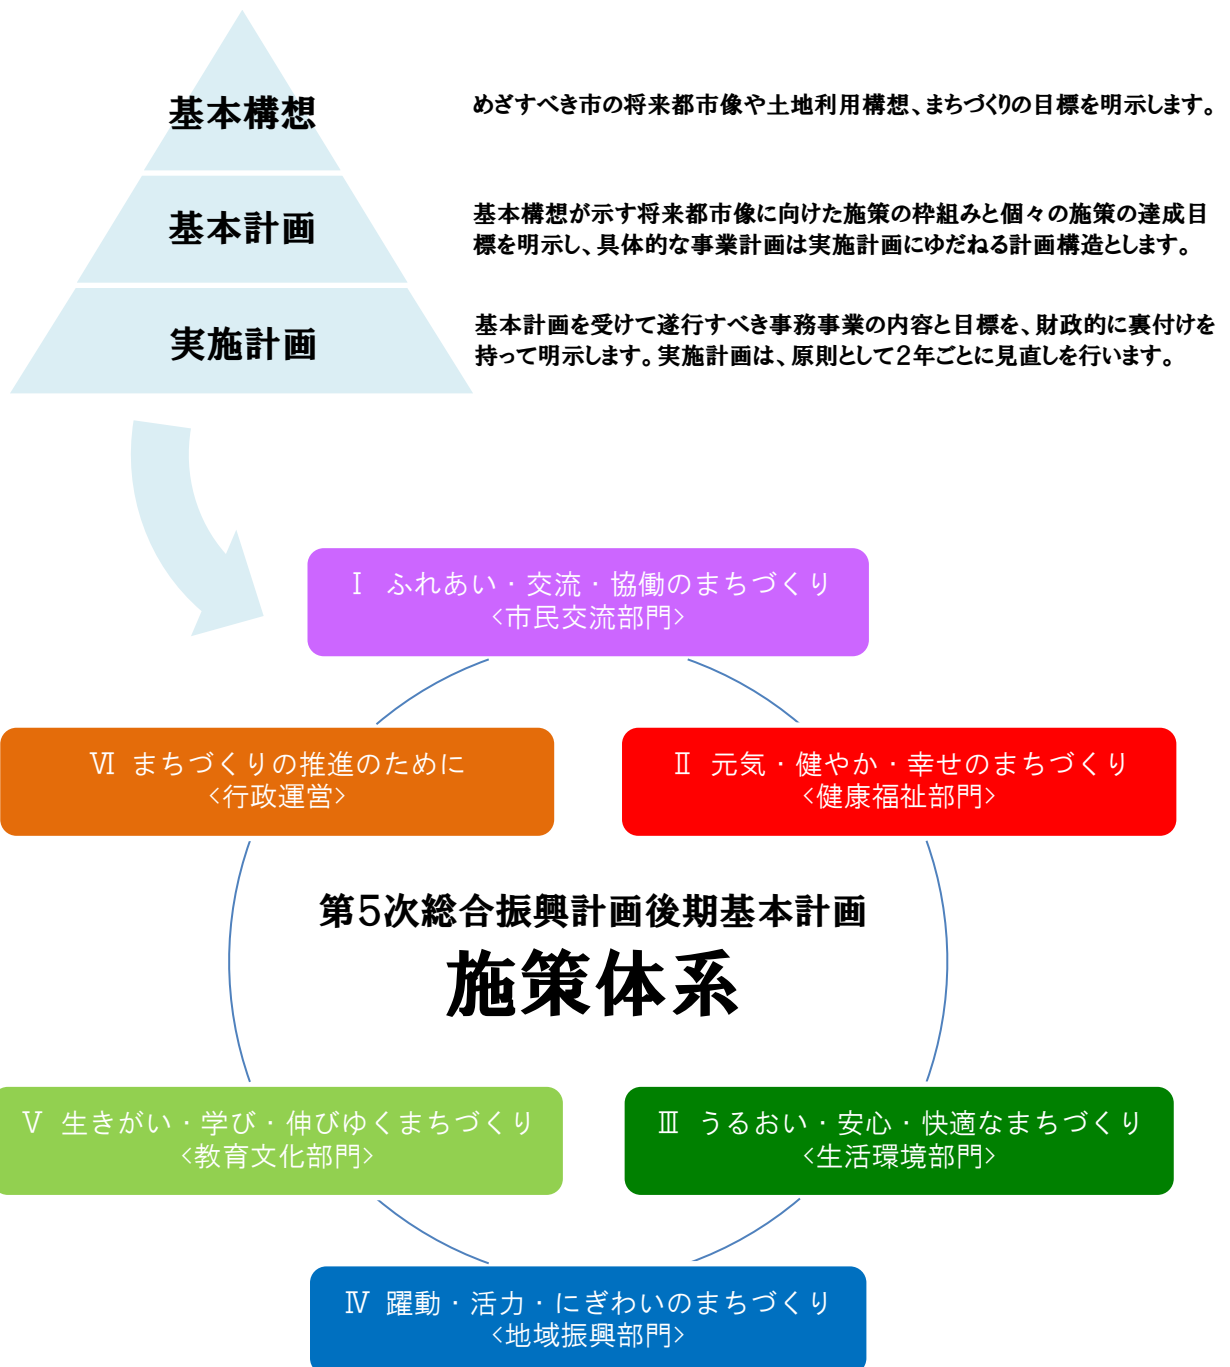 基本構想
めざすべき市の将来都市像や土地利用構想、まちづくりの目標を明示します。
基本計画
基本構想が示す将来都市像に向けた施策の枠組みと個々の施策の達成目
標を明示し、具体的な事業計画は実施計画にゆだねる計画構造とします。
実施計画
基本計画を受けて遂行すべき事務事業の内容と目標を、財政的に裏付けを
持って明示します。実施計画は、原則として2年ごとに見直しを行います。
Ⅰ ふれあい・交流・協働のまちづくり
<市民交流部門>
Ⅵ まちづくりの推進のために
<行政運営>
Ⅱ 元気・健やか・幸せのまちづくり
<健康福祉部門>
第5次総合振興計画後期基本計画
施策体系
Ⅴ 生きがい・学び・伸びゆくまちづくり
<教育文化部門>
Ⅲ うるおい・安心・快適なまちづくり
<生活環境部門>
Ⅳ 躍動・活力・にぎわいのまちづくり
<地域振興部門>